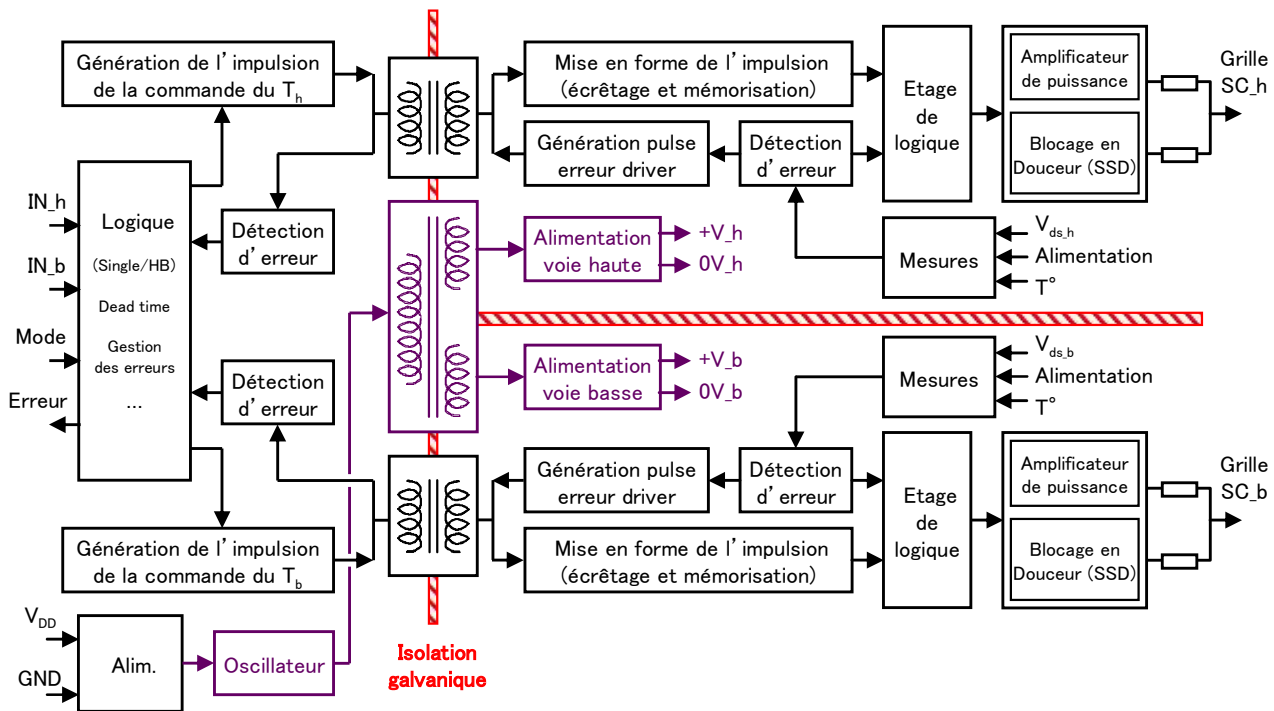 Génération de l'impulsion
de la commande du T_h
Mise en forme de l'impulsion
(écrêtage et mémorisation)
Etage
de
logique
Amplificateur
de puissance
Grille
SC_h
Génération pulse
erreur driver
Détection
d'erreur
Blocage en
Douceur (SSD)
IN_h
IN_b
Mode
Erreur
Logique
(Single/HB)
Dead time
Gestion
des erreurs
...
Détection
d'erreur
Alimentation
voie haute
+V_h
0V_h
Mesures
V_ds_h
Alimentation
T°
Détection
d'erreur
Alimentation
voie basse
+V_b
0V_b
Mesures
V_ds_b
Alimentation
T°
Génération pulse
erreur driver
Détection
d'erreur
Etage
de
logique
Amplificateur
de puissance
Grille
SC_b
Génération de l'impulsion
de la commande du T_b
Mise en forme de l'impulsion
(écrêtage et mémorisation)
Blocage en
Douceur (SSD)
V_DD
GND
Alim.
Oscillateur
Isolation
galvanique